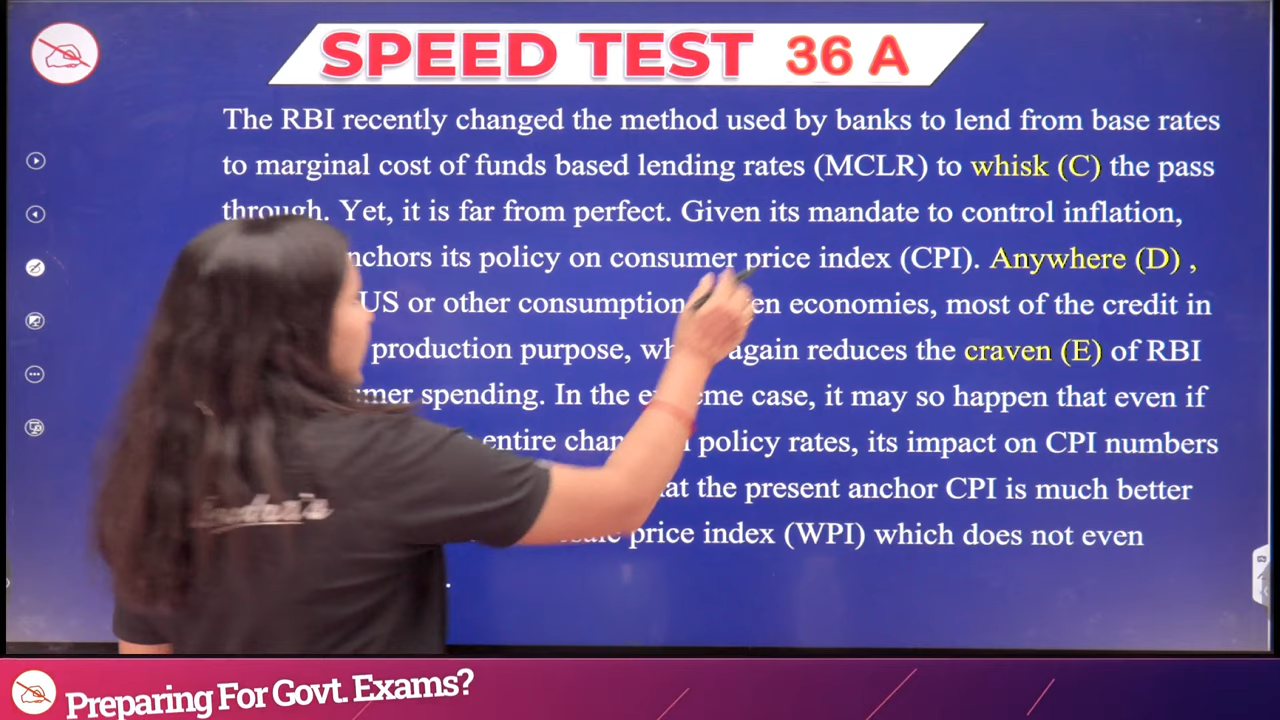 SPEED TEST 36 A
The RBI recently changed the method used by banks to lend from base rates
to marginal cost of funds based lending rates (MCLR) to whisk (C) the pass
through. Yet, it is far from perfect. Given its mandate to control inflation,
its policy on consumer price index (CPI). Anywhere (D) ,
US or other consumption economies, most of the credit in
production purpose, again reduces the craven (E) of RBI
spending. In the case, it may so happen that even if
entire policy rates, its impact on CPI numbers
the present anchor CPI is much better
price index (WPI) which does not even
.
Preparing For Govt. Exams?